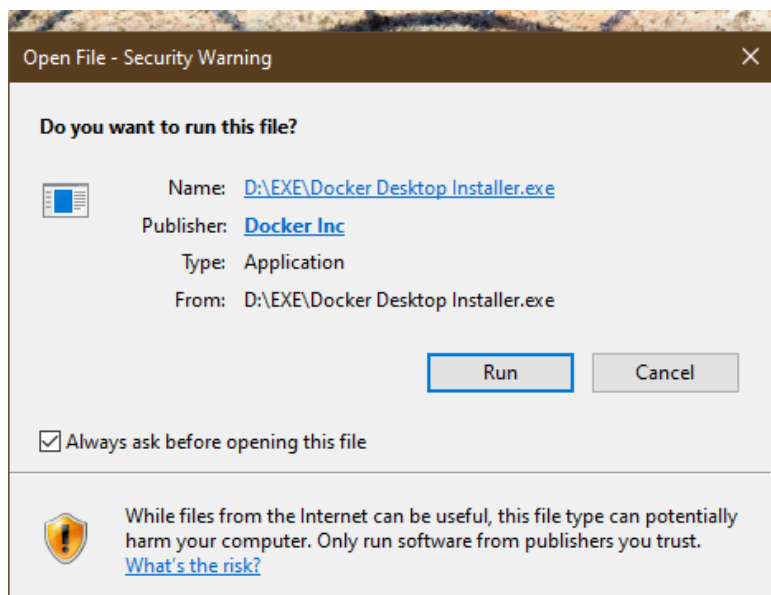 Open File - Security Warning
Do you want to run this file?
Name: D:\EXE\Docker Desktop Installer.exe
Publisher: Docker Inc
Type: Application
From: D:\EXE\Docker Desktop Installer.exe
Run Cancel
Always ask before opening this file
While files from the Internet can be useful, this file type can potentially
harm your computer. Only run software from publishers you trust.
What's the risk?